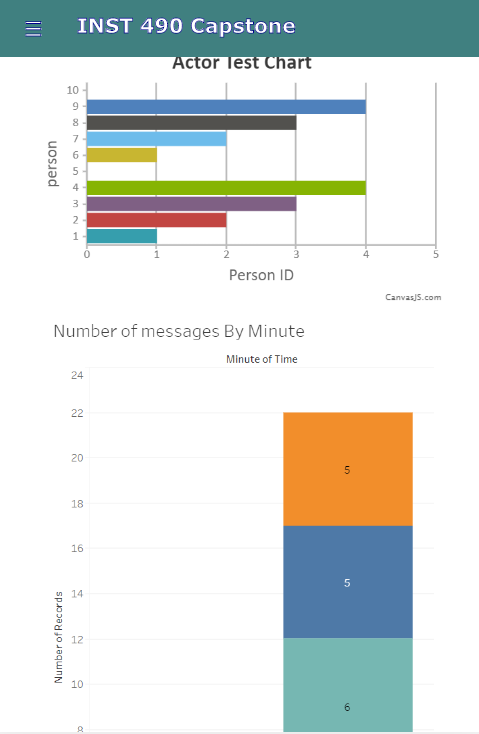 INST 490 Capstone
Actor Test Chart
10
9
8
7
6
5
4
3
2
1
person
0 1 2 3 4 5
Person ID
CanvasJS.com
Number of messages By Minute
Minute of Time
24
22
20
18
16
14
12
10
8
Number of Records
5
5
6